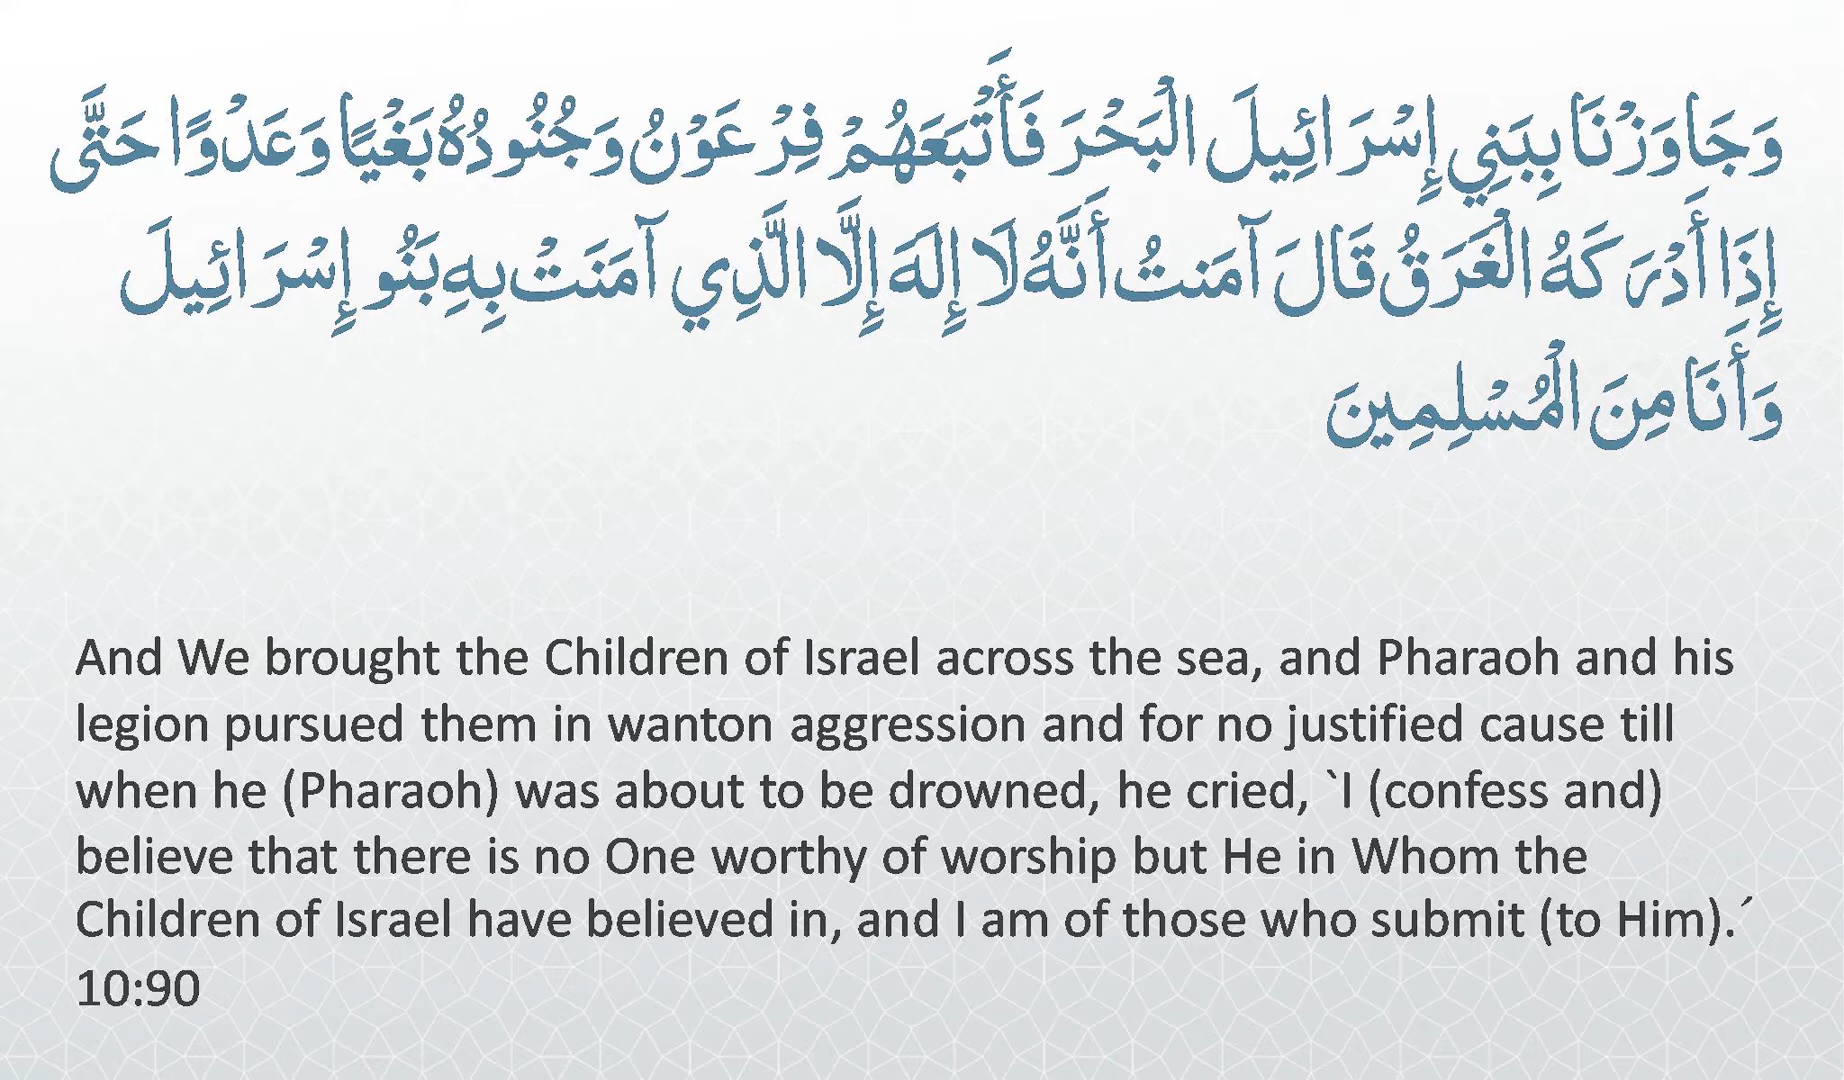 وَجَاوَزْنَا بِبَنِي إِسْرَائِيلَ الْبَحْرَ فَأَتْبَعَهُمْ فِرْعَوْنُ وَجُنُودُهُ بَغْيًا وَعَدْوًا حَتَّى
إِذَا أَدْرَكَهُ الْغَرَقُ قَالَ آمَنتُ أَنَّهُ لَا إِلَهَ إِلَّا الَّذِي آمَنَتْ بِهِ بَنُو إِسْرَائِيلَ
وَأَنَا مِنَ الْمُسْلِمِينَ
And We brought the Children of Israel across the sea, and Pharaoh and his
legion pursued them in wanton aggression and for no justified cause till
when he (Pharaoh) was about to be drowned, he cried, `I (confess and)
believe that there is no One worthy of worship but He in Whom the
Children of Israel have believed in, and I am of those who submit (to Him).´
10:90